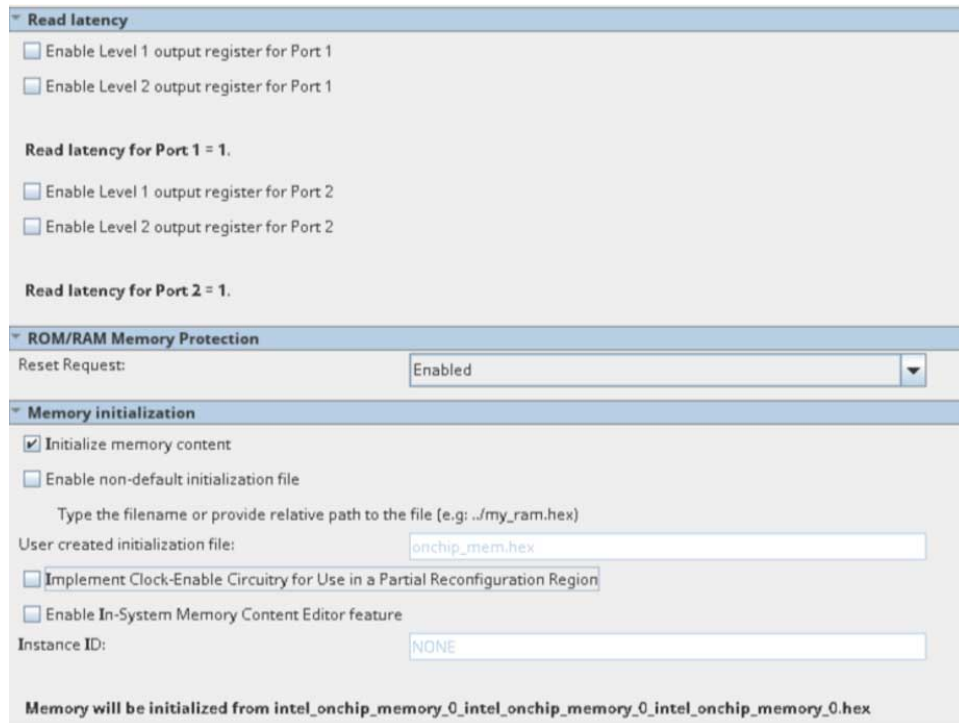 Read latency
Enable Level 1 output register for Port 1
Enable Level 2 output register for Port 1
Read latency for Port 1 = 1.
Enable Level 1 output register for Port 2
Enable Level 2 output register for Port 2
Read latency for Port 2 = 1.
ROM/RAM Memory Protection
Reset Request: Enabled
Memory initialization
Initialize memory content
Enable non-default initialization file
Type the filename or provide relative path to the file (e.g: ../my_ram.hex)
User created initialization file: onchip_mem.hex
Implement Clock-Enable Circuitry for Use in a Partial Reconfiguration Region
Enable In-System Memory Content Editor feature
Instance ID: NONE
Memory will be initialized from intel_onchip_memory_0_intel_onchip_memory_0_intel_onchip_memory_0.hex